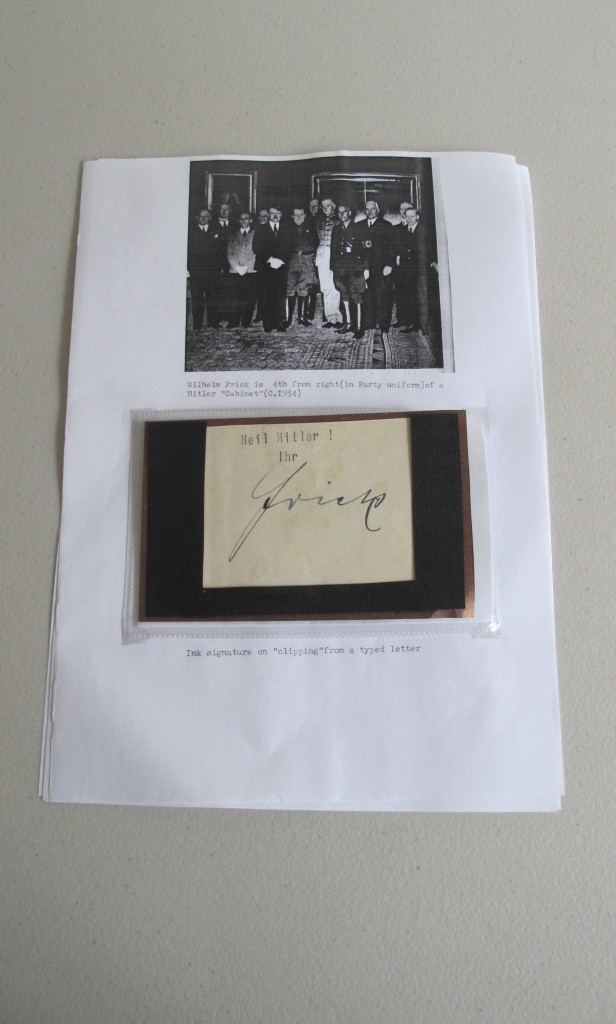 Wilhelm Frick is 4th from right(in Party uniform)of a
Hitler "Cabinet"(C.1934)
Heil Hitler !
Ihr
Frick
Ink signature on "clipping"from a typed letter